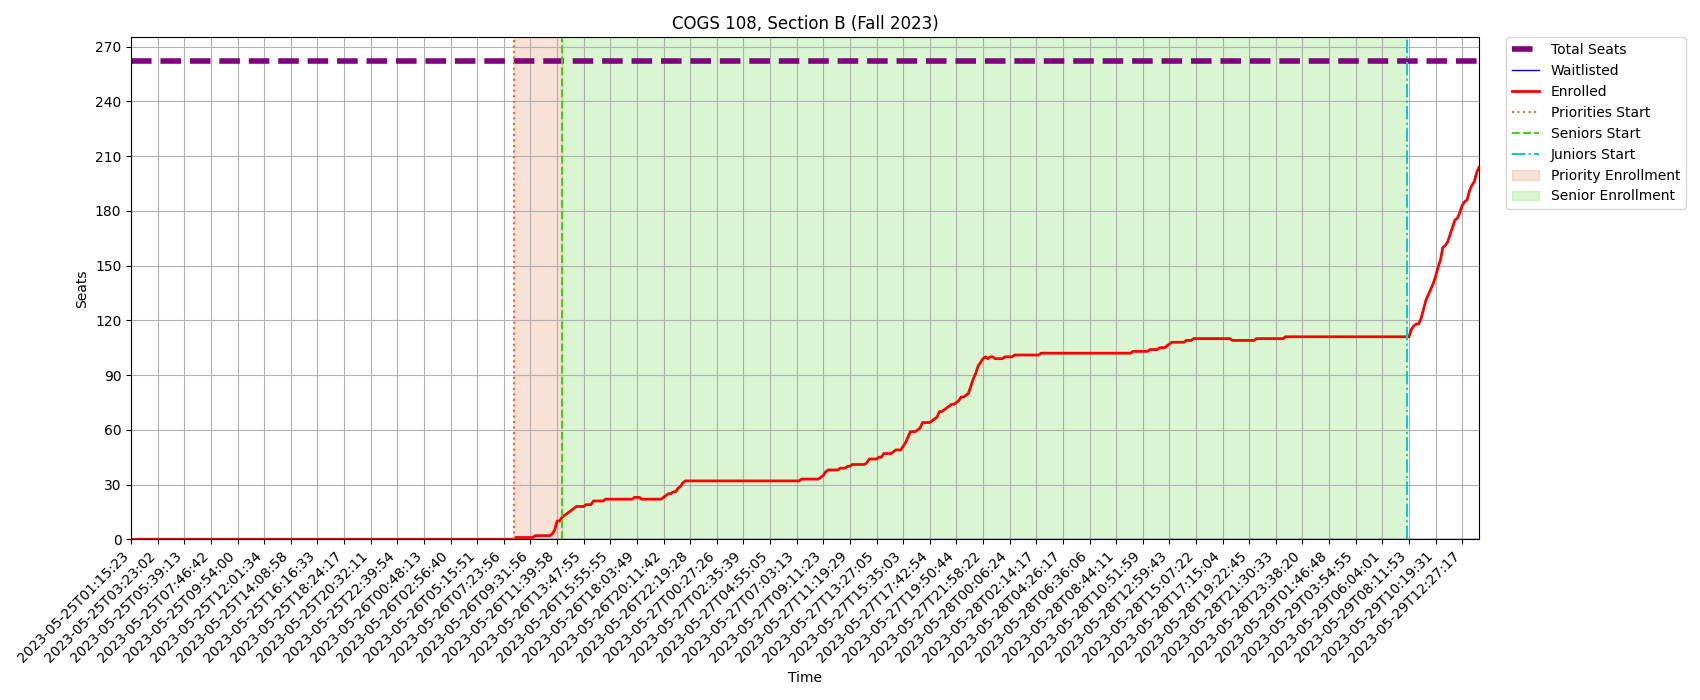 COGS 108, Section B (Fall 2023)
270
240
210
180
150
120
90
60
30
0
Seats
2023-05-25T01:15:23
2023-05-25T03:23:02
2023-05-25T05:39:13
2023-05-25T07:46:42
2023-05-25T09:54:00
2023-05-25T12:01:34
2023-05-25T14:08:58
2023-05-25T16:16:33
2023-05-25T18:24:17
2023-05-25T20:32:11
2023-05-25T22:39:54
2023-05-26T00:48:13
2023-05-26T02:56:40
2023-05-26T05:15:51
2023-05-26T07:23:56
2023-05-26T09:31:56
2023-05-26T11:39:58
2023-05-26T13:47:55
2023-05-26T15:55:55
2023-05-26T18:03:49
2023-05-26T20:11:42
2023-05-26T22:19:28
2023-05-27T00:27:26
2023-05-27T02:35:39
2023-05-27T04:55:05
2023-05-27T07:03:13
2023-05-27T09:11:23
2023-05-27T11:19:29
2023-05-27T13:27:05
2023-05-27T15:35:03
2023-05-27T17:42:54
2023-05-27T19:50:44
2023-05-27T21:58:22
2023-05-28T00:06:24
2023-05-28T02:14:17
2023-05-28T04:26:17
2023-05-28T06:36:06
2023-05-28T08:44:11
2023-05-28T10:51:59
2023-05-28T12:59:43
2023-05-28T15:07:22
2023-05-28T17:15:04
2023-05-28T19:22:45
2023-05-28T21:30:33
2023-05-28T23:38:20
2023-05-29T01:46:48
2023-05-29T03:54:55
2023-05-29T06:04:01
2023-05-29T08:11:53
2023-05-29T10:19:31
2023-05-29T12:27:17
Time
Total Seats
Waitlisted
Enrolled
Priorities Start
Seniors Start
Juniors Start
Priority Enrollment
Senior Enrollment